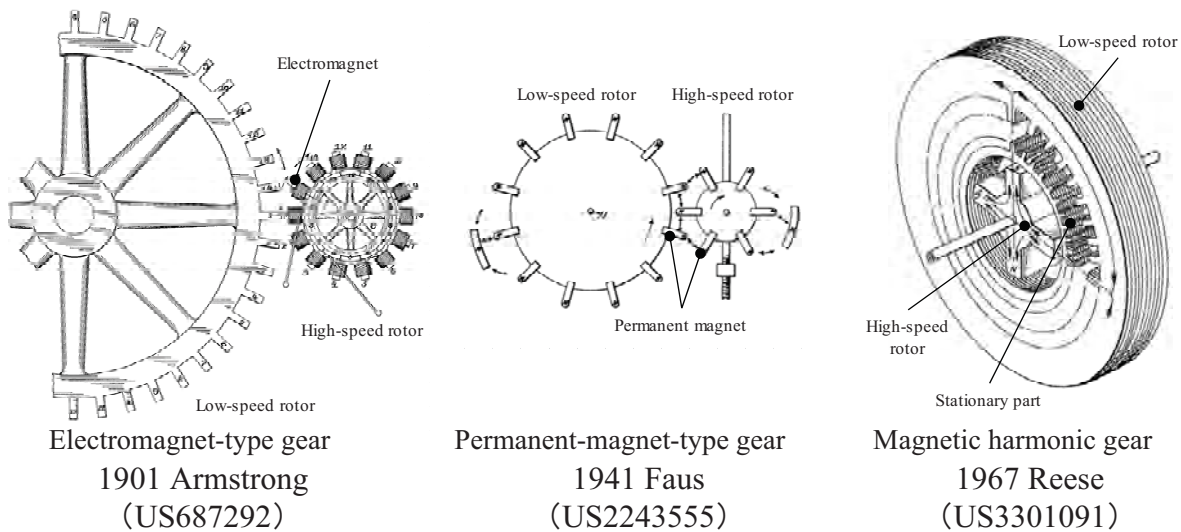 Electromagnet
High-speed rotor
Low-speed rotor
Electromagnet-type gear
1901 Armstrong
(US687292)
Low-speed rotor
High-speed rotor
Permanent magnet
Permanent-magnet-type gear
1941 Faus
(US2243555)
Low-speed rotor
High-speed
rotor
Stationary part
Magnetic harmonic gear
1967 Reese
(US3301091)